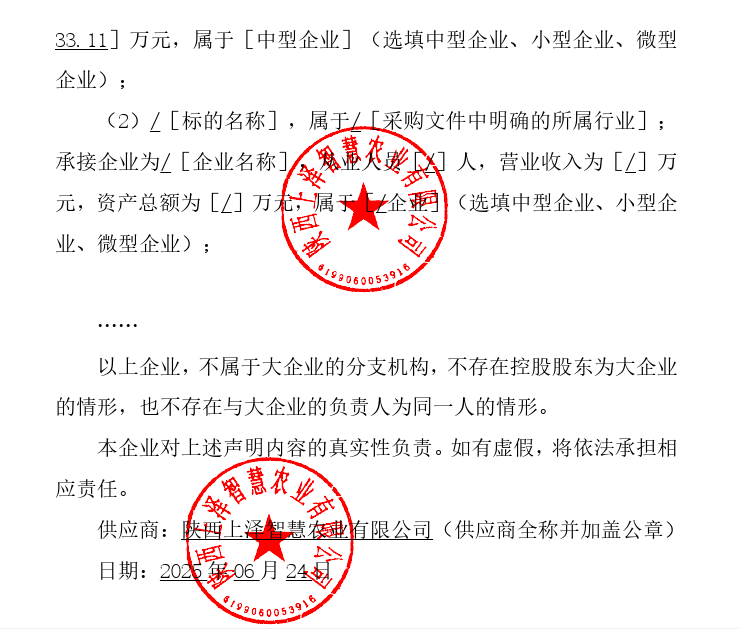 33.11］万元，属于［中型企业］（选填中型企业、小型企业、微型
企业）；
（2）/［标的名称］，属于/［采购文件中明确的所属行业］；
承接企业为/［企业名称］，从业人员［/］人，营业收入为［/］万
元，资产总额为［/］万元，属于［/企业］（选填中型企业、小型企
业、微型企业）；
陕西上泽智慧农业有限公司
6199060053916
……
以上企业，不属于大企业的分支机构，不存在控股股东为大企业
的情形，也不存在与大企业的负责人为同一人的情形。
本企业对上述声明内容的真实性负责。如有虚假，将依法承担相
应责任。
供应商：陕西上泽智慧农业有限公司（供应商全称并加盖公章）
日期：2025 年 06 月 24 日
陕西上泽智慧农业有限公司
6199060053916